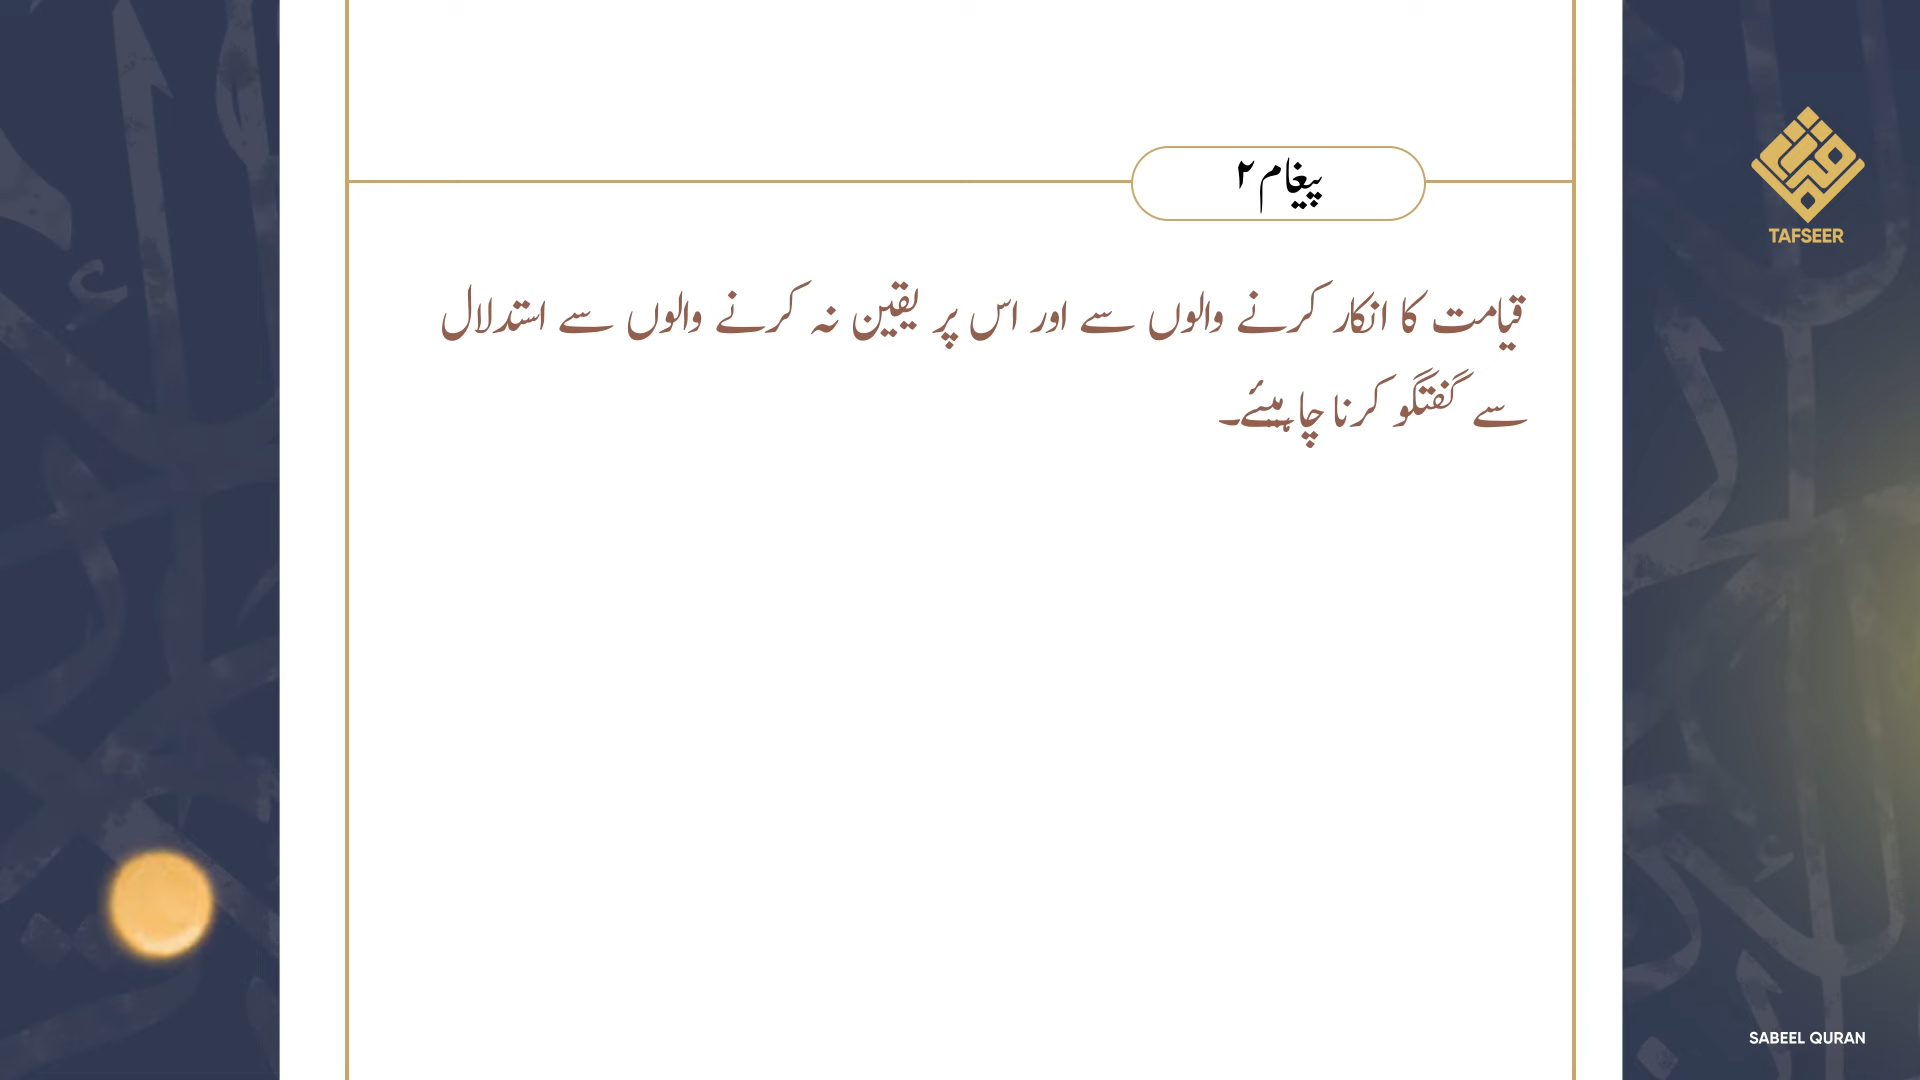 پیغام ۲
TAFSEER
قیامت کا انکار کرنے والوں سے اور اس پر یقین نہ کرنے والوں سے استدلال
سے گفتگو کرنا چاہیئے۔
SABEEL QURAN